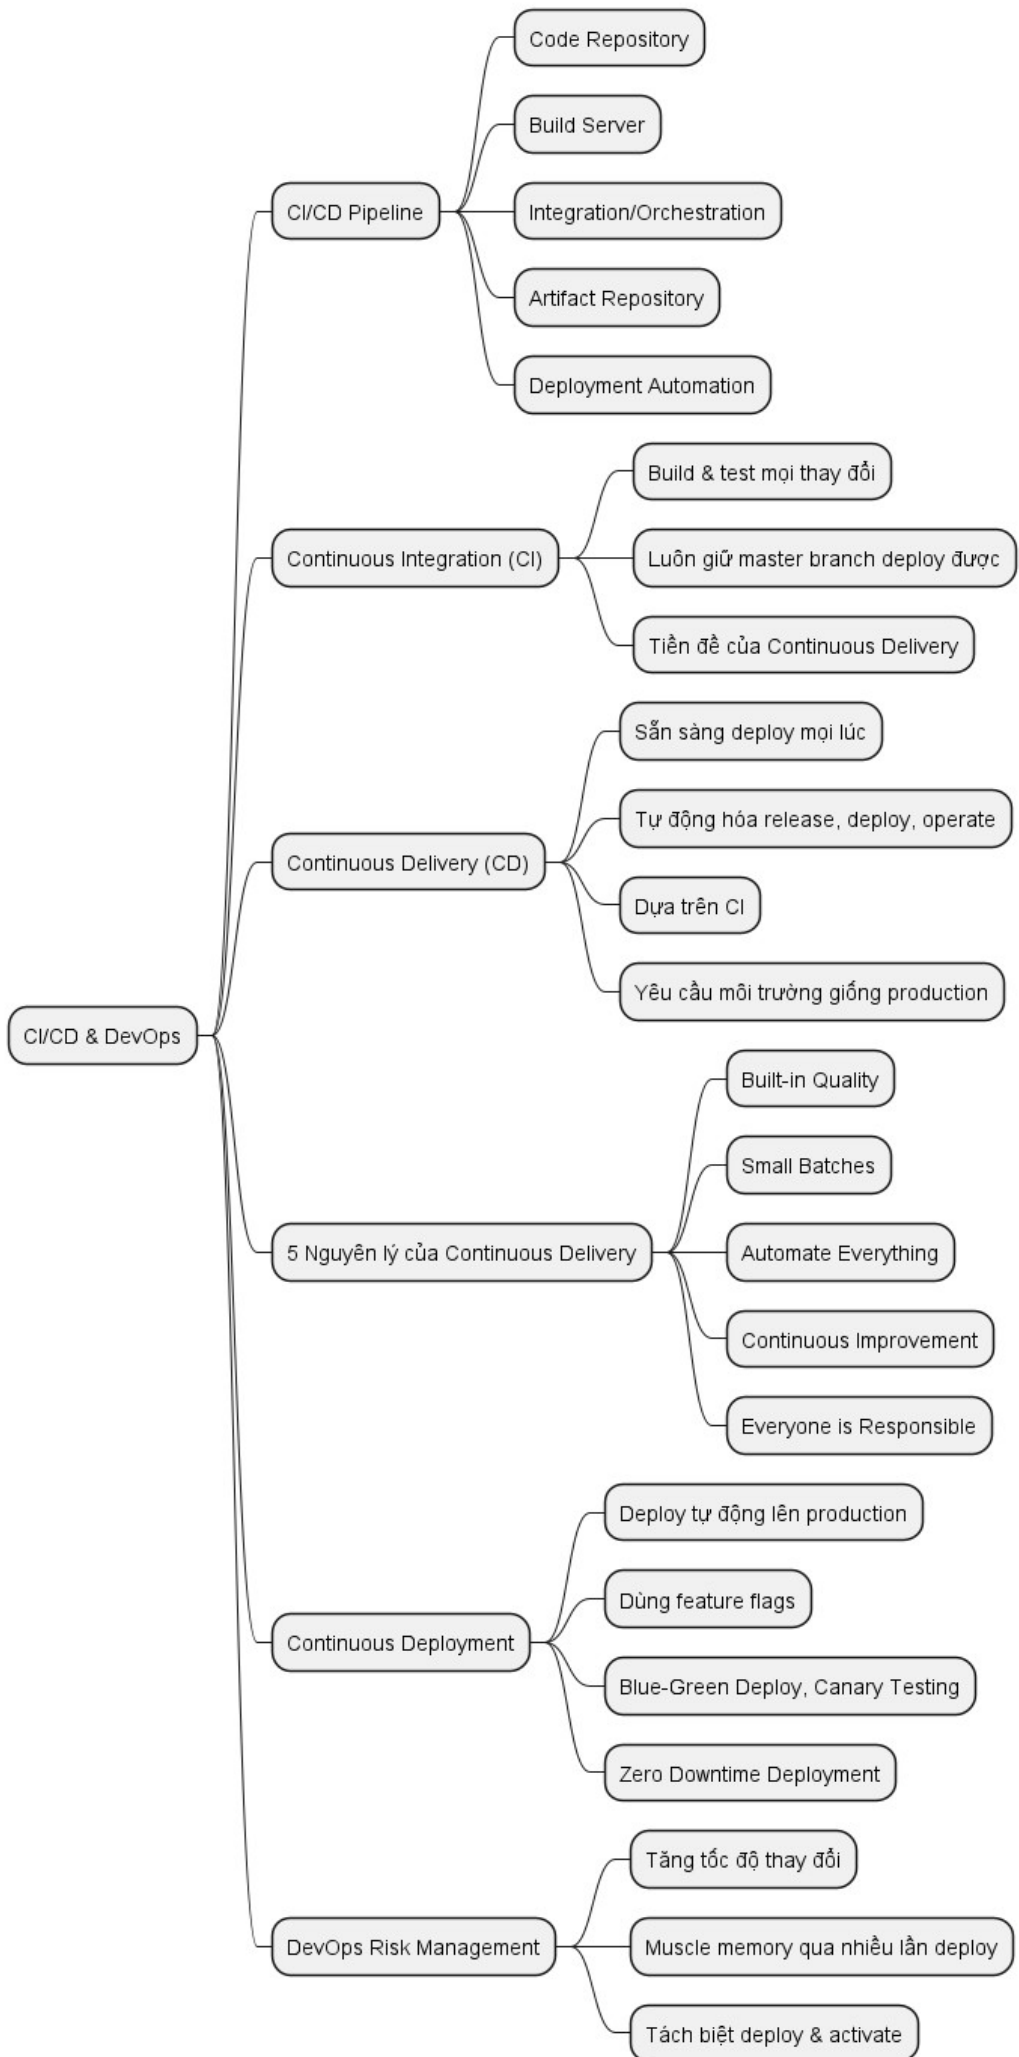 CI/CD & DevOps
CI/CD Pipeline
Code Repository
Build Server
Integration/Orchestration
Artifact Repository
Deployment Automation
Continuous Integration (CI)
Build & test mọi thay đổi
Luôn giữ master branch deploy được
Tiền đề của Continuous Delivery
Continuous Delivery (CD)
Sẵn sàng deploy mọi lúc
Tự động hóa release, deploy, operate
Dựa trên CI
Yêu cầu môi trường giống production
5 Nguyên lý của Continuous Delivery
Built-in Quality
Small Batches
Automate Everything
Continuous Improvement
Everyone is Responsible
Continuous Deployment
Deploy tự động lên production
Dùng feature flags
Blue-Green Deploy, Canary Testing
Zero Downtime Deployment
DevOps Risk Management
Tăng tốc độ thay đổi
Muscle memory qua nhiều lần deploy
Tách biệt deploy & activate